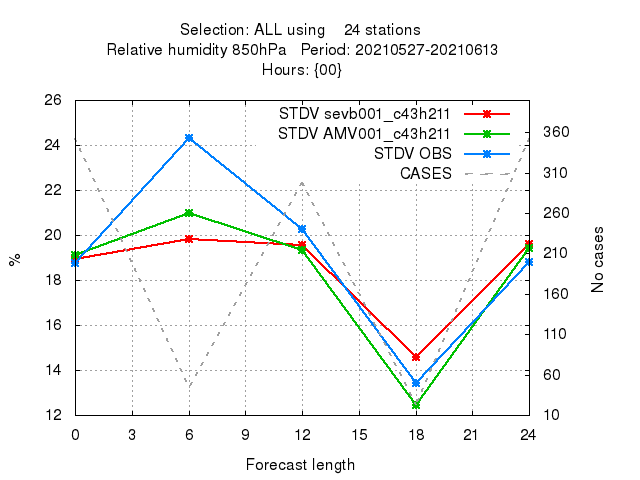 Selection: ALL using    24 stations
Relative humidity 850hPa   Period: 20210527-20210613
Hours: {00}
STDV sevb001_c43h211
STDV AMV001_c43h211
STDV OBS
CASES
26
24
22
20
18
16
14
12
%
360
310
260
210
160
110
60
10
No cases
0 3 6 9 12 15 18 21 24
Forecast length